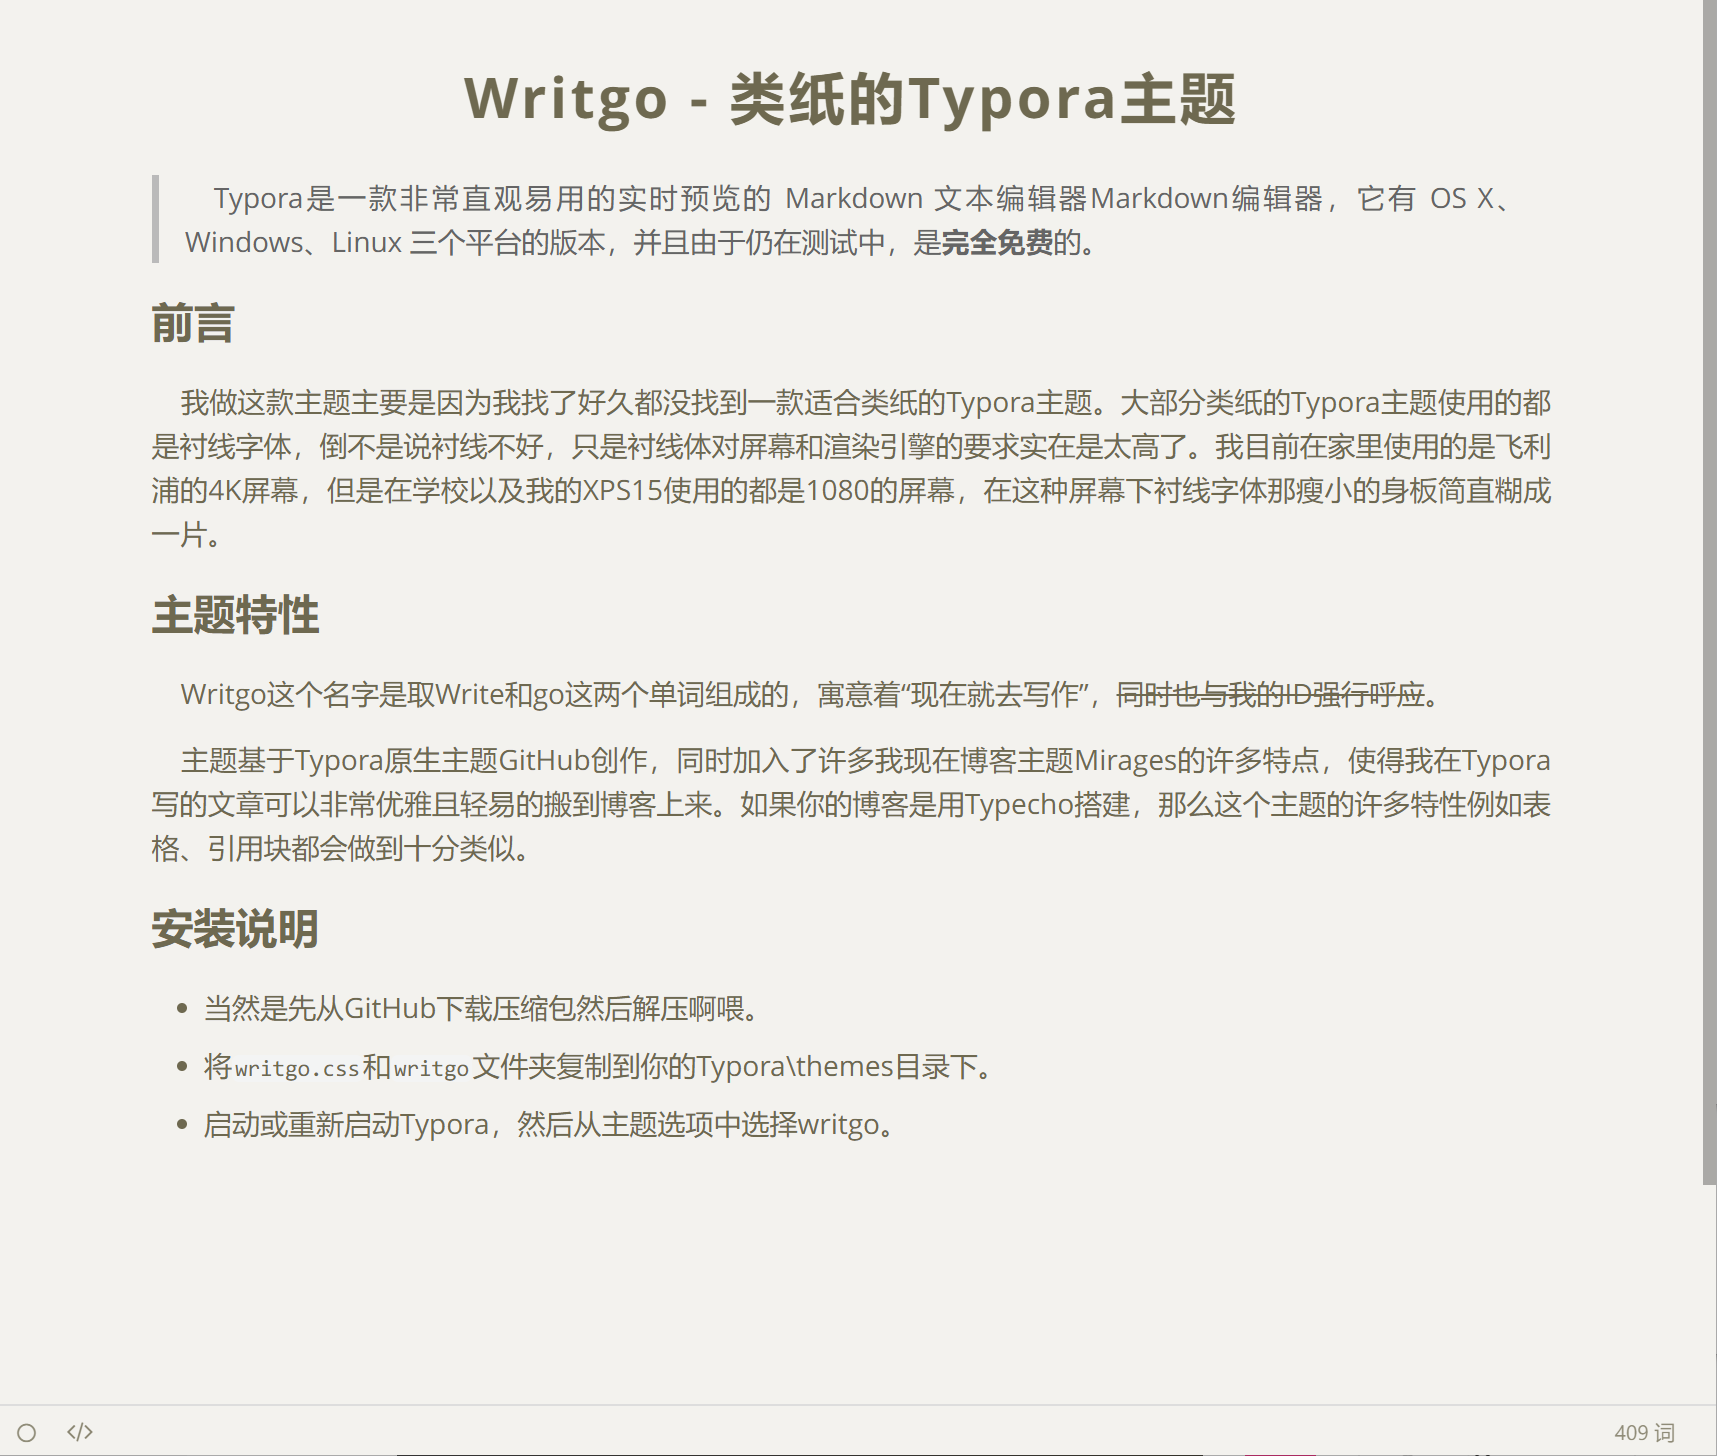 Writgo - 类纸的Typora主题
Typora是一款非常直观易用的实时预览的 Markdown 文本编辑器Markdown编辑器，它有 OS X、
Windows、Linux 三个平台的版本，并且由于仍在测试中，是完全免费的。
前言
我做这款主题主要是因为我找了好久都没找到一款适合类纸的Typora主题。大部分类纸的Typora主题使用的都
是衬线字体，倒不是说衬线不好，只是衬线体对屏幕和渲染引擎的要求实在是太高了。我目前在家里使用的是飞利
浦的4K屏幕，但是在学校以及我的XPS15使用的都是1080的屏幕，在这种屏幕下衬线字体那瘦小的身板简直糊成
一片。
主题特性
Writgo这个名字是取Write和go这两个单词组成的，寓意着“现在就去写作”，同时也与我的ID强行呼应。
主题基于Typora原生主题GitHub创作，同时加入了许多我现在博客主题Mirages的许多特点，使得我在Typora
写的文章可以非常优雅且轻易的搬到博客上来。如果你的博客是用Typecho搭建，那么这个主题的许多特性例如表
格、引用块都会做到十分类似。
安装说明
当然是先从GitHub下载压缩包然后解压啊喂。
将writgo.css和writgo文件夹复制到你的Typora\themes目录下。
启动或重新启动Typora，然后从主题选项中选择writgo。
409 词